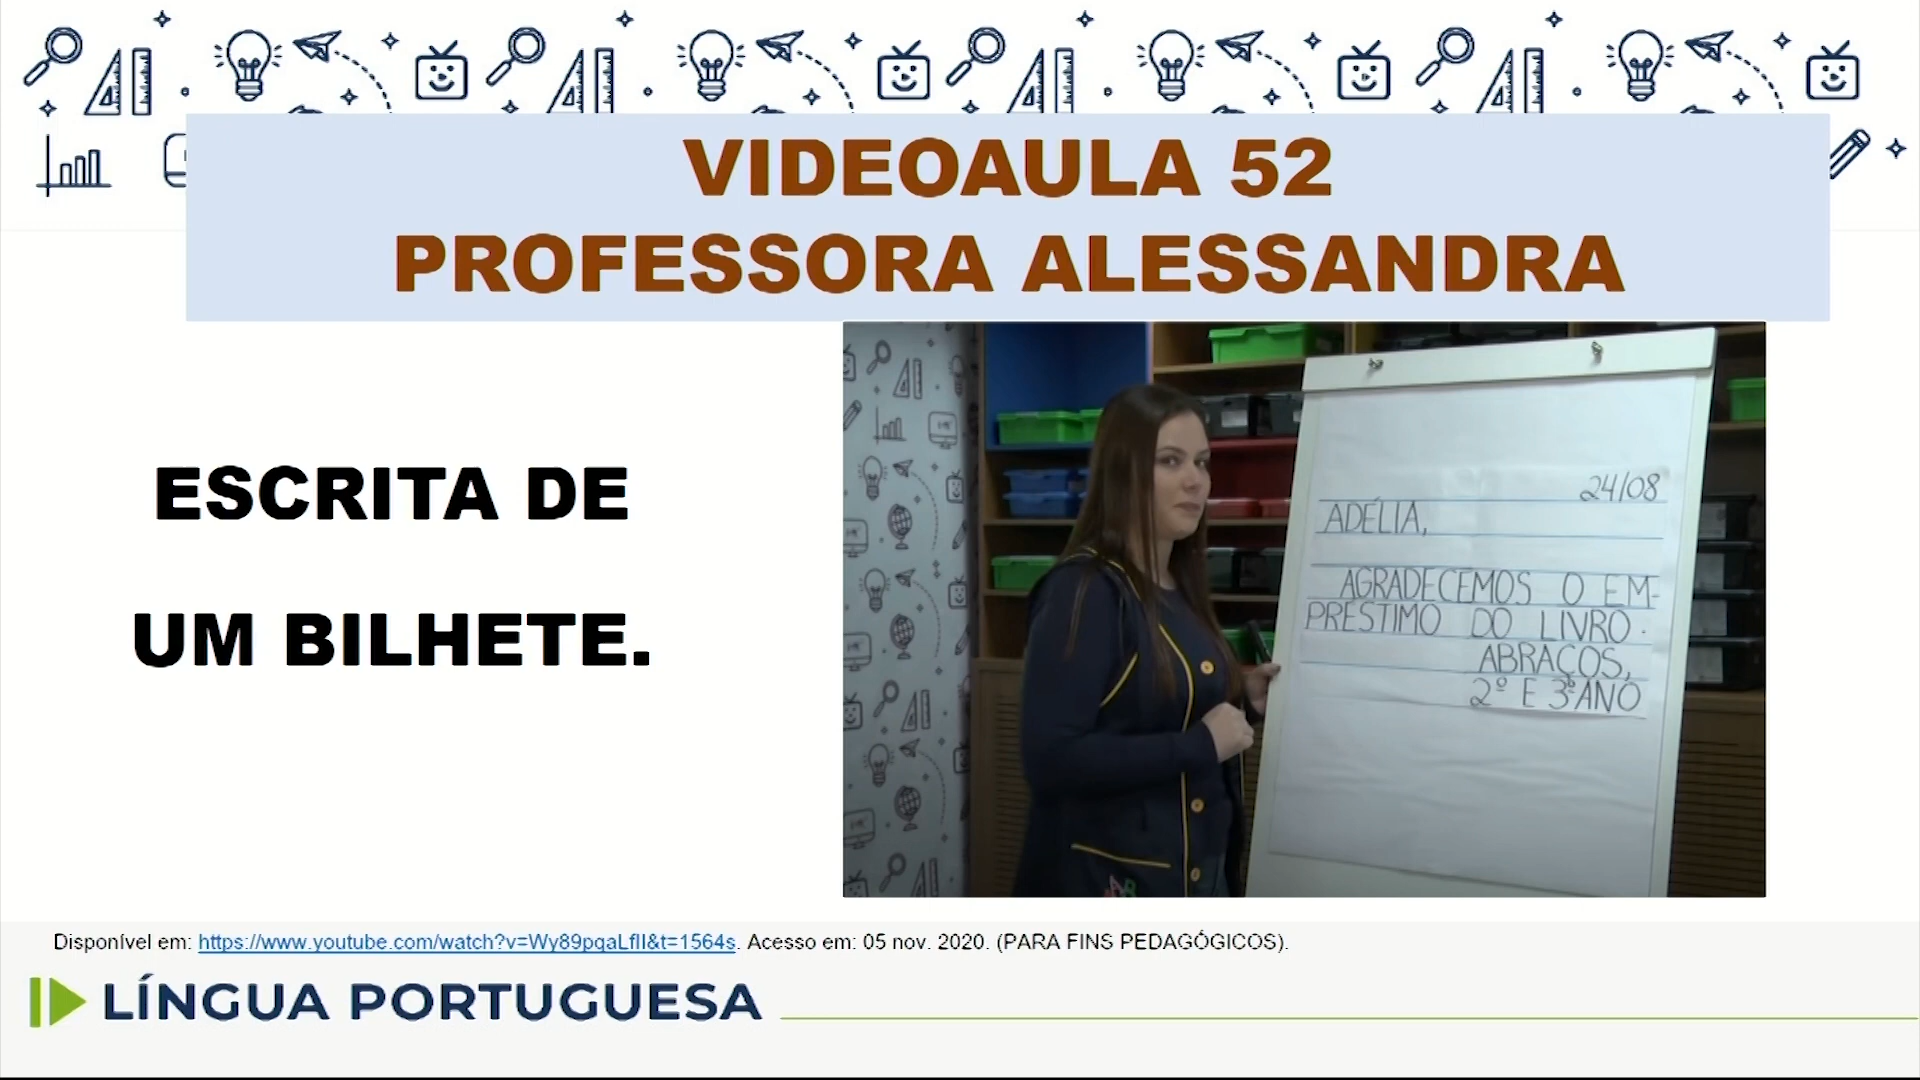 VIDEOAULA 52
PROFESSORA ALESSANDRA
ESCRITA DE
UM BILHETE.
24/08
ADÉLIA,
AGRADECEMOS O EM-
PRÉSTIMO DO LIVRO.
ABRAÇOS,
2º E 3º ANO
Disponível em: https://www.youtube.com/watch?v=Wy89pqaLfII&t=1564s. Acesso em: 05 nov. 2020. (PARA FINS PEDAGÓGICOS).
LÍNGUA PORTUGUESA